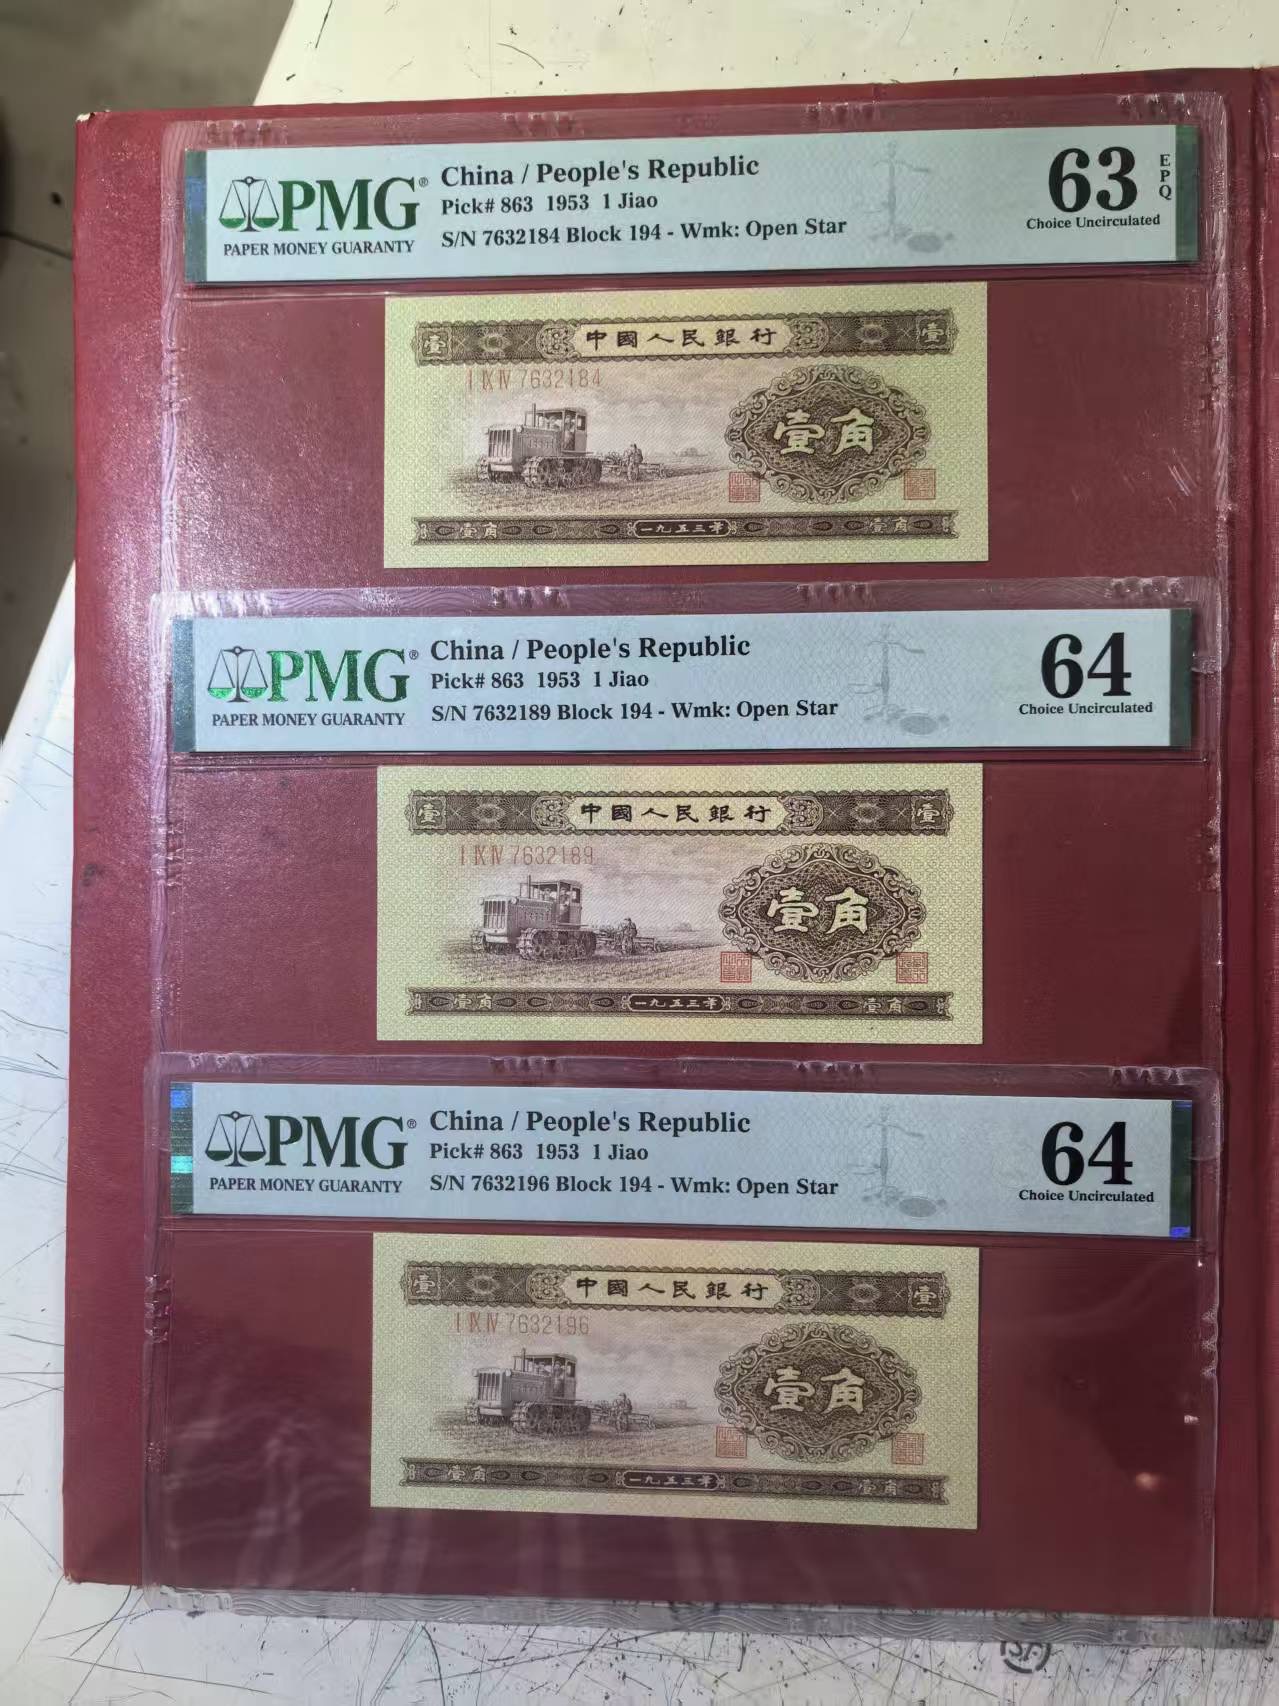 PMG®
PAPER MONEY GUARANTY
China / People's Republic
Pick# 863 1953 1 Jiao
S/N 7632184 Block 194 - Wmk: Open Star
63
EPQ
Choice Uncirculated
壹 中國人民銀行 壹
I IX IV 7632184
壹角
壹角 一九五三年 壹角
PMG®
PAPER MONEY GUARANTY
China / People's Republic
Pick# 863 1953 1 Jiao
S/N 7632189 Block 194 - Wmk: Open Star
64
Choice Uncirculated
壹 中國人民銀行 壹
I IX IV 7632189
壹角
壹角 一九五三年 壹角
PMG®
PAPER MONEY GUARANTY
China / People's Republic
Pick# 863 1953 1 Jiao
S/N 7632196 Block 194 - Wmk: Open Star
64
Choice Uncirculated
壹 中國人民銀行 壹
I IX IV 7632196
壹角
壹角 一九五三年 壹角